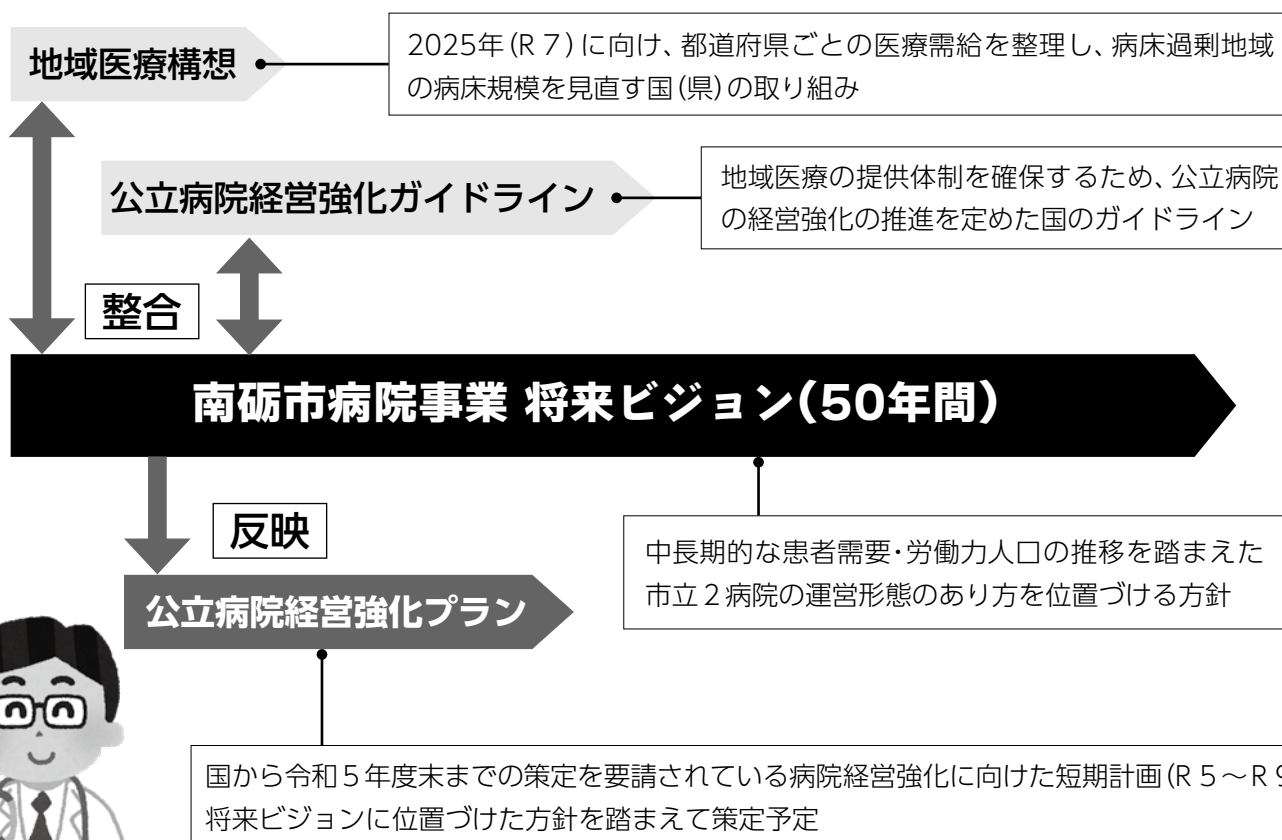 地域医療構想
2025年(R７)に向け、都道府県ごとの医療需給を整理し、病床過剰地域
の病床規模を見直す国(県)の取り組み
公立病院経営強化ガイドライン
地域医療の提供体制を確保するため、公立病院
の経営強化の推進を定めた国のガイドライン
整合
南砺市病院事業 将来ビジョン(50年間)
反映
中長期的な患者需要･労働力人口の推移を踏まえた
市立２病院の運営形態のあり方を位置づける方針
公立病院経営強化プラン
国から令和５年度末までの策定を要請されている病院経営強化に向けた短期計画(R５～R９
将来ビジョンに位置づけた方針を踏まえて策定予定